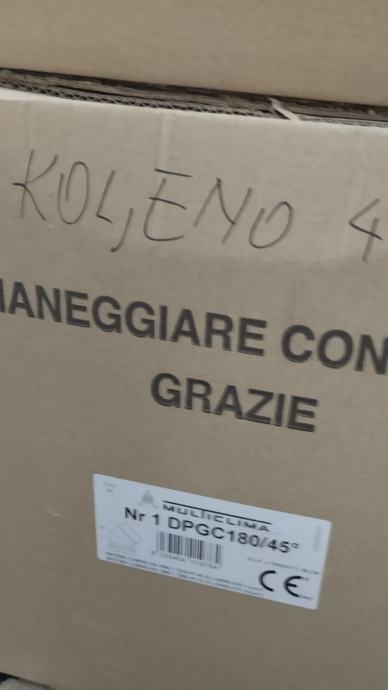 KOLJENO 4
MANEGGIARE CON
GRAZIE
MULTICLIMA
Nr 1 DPGC180/45°
CE